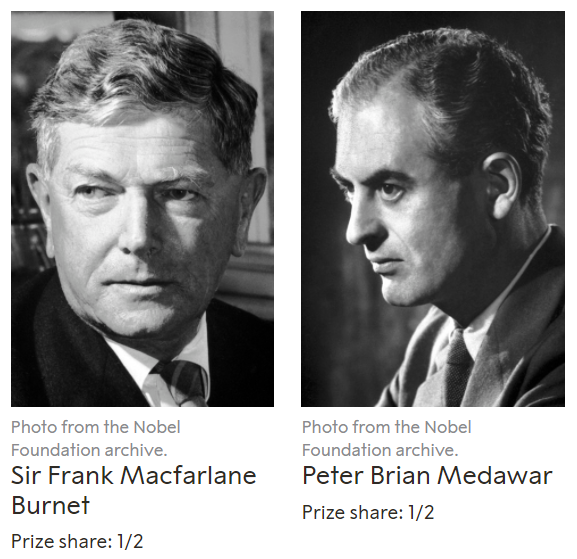 Photo from the Nobel
Foundation archive.
Sir Frank Macfarlane
Burnet
Prize share: 1/2
Photo from the Nobel
Foundation archive.
Peter Brian Medawar
Prize share: 1/2